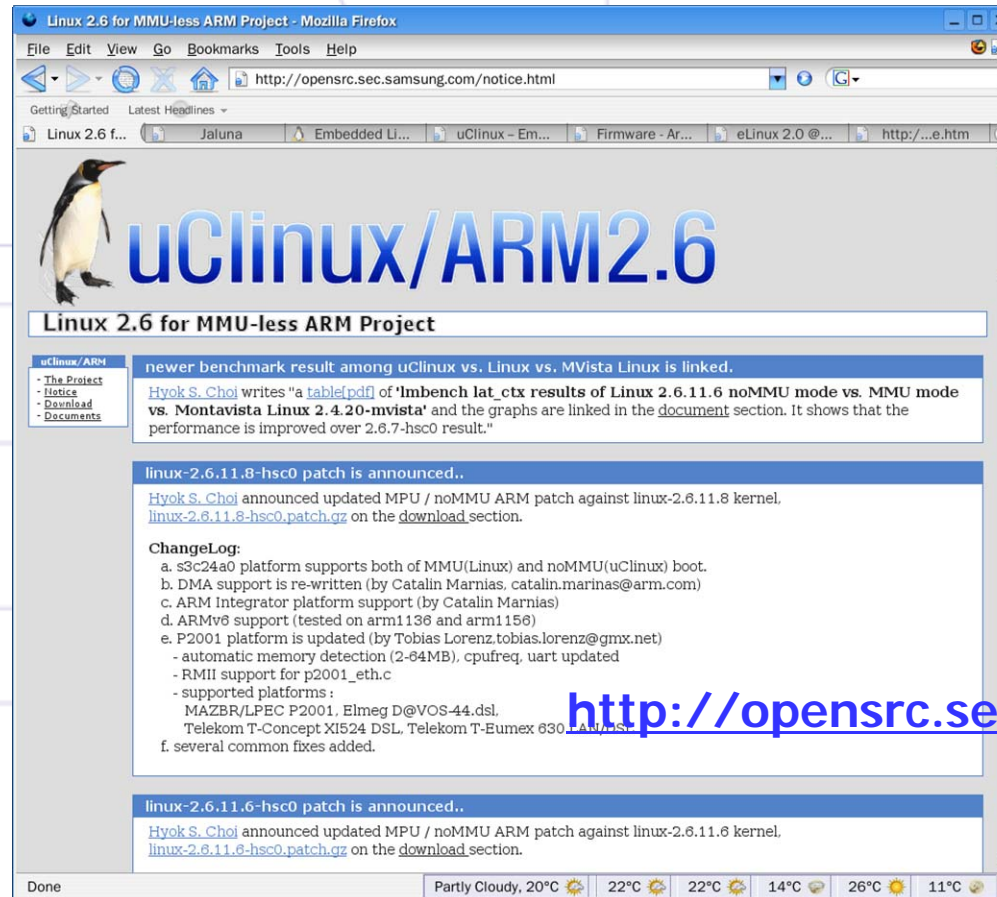 Linux 2.6 for MMU-less ARM Project - Mozilla Firefox
File Edit View Go Bookmarks Tools Help
http://opensrc.sec.samsung.com/notice.html
G
Getting Started Latest Headlines
Linux 2.6 f... Jaluna Embedded Li... uClinux – Em... Firmware - Ar... eLinux 2.0 @... http:/...e.htm
uClinux/ARM2.6
Linux 2.6 for MMU-less ARM Project
uClinux/ARM
- The Project
- Notice
- Download
- Documents
newer benchmark result among uClinux vs. Linux vs. MVista Linux is linked.
Hyok S. Choi writes "a table[pdf] of 'lmbench lat_ctx results of Linux 2.6.11.6 noMMU mode vs. MMU mode
vs. Montavista Linux 2.4.20-mvista' and the graphs are linked in the document section. It shows that the
performance is improved over 2.6.7-hsc0 result."
linux-2.6.11.8-hsc0 patch is announced..
Hyok S. Choi announced updated MPU / noMMU ARM patch against linux-2.6.11.8 kernel,
linux-2.6.11.8-hsc0.patch.gz on the download section.
ChangeLog:
a. s3c24a0 platform supports both of MMU(Linux) and noMMU(uClinux) boot.
b. DMA support is re-written (by Catalin Marnias, catalin.marinas@arm.com)
c. ARM Integrator platform support (by Catalin Marnias)
d. ARMv6 support (tested on arm1136 and arm1156)
e. P2001 platform is updated (by Tobias Lorenz,tobias.lorenz@gmx.net)
- automatic memory detection (2-64MB), cpufreq, uart updated
- RMII support for p2001_eth.c
- supported platforms :
MAZBR/LPEC P2001, Elmeg D@VOS-44.dsl,
Telekom T-Concept XI524 DSL, Telekom T-Eumex 630 LAN/DSL
http://opensrc.se
f. several common fixes added.
linux-2.6.11.6-hsc0 patch is announced..
Hyok S. Choi announced updated MPU / noMMU ARM patch against linux-2.6.11.6 kernel,
linux-2.6.11.6-hsc0.patch.gz on the download section.
Done Partly Cloudy, 20°C 22°C 22°C 14°C 26°C 11°C